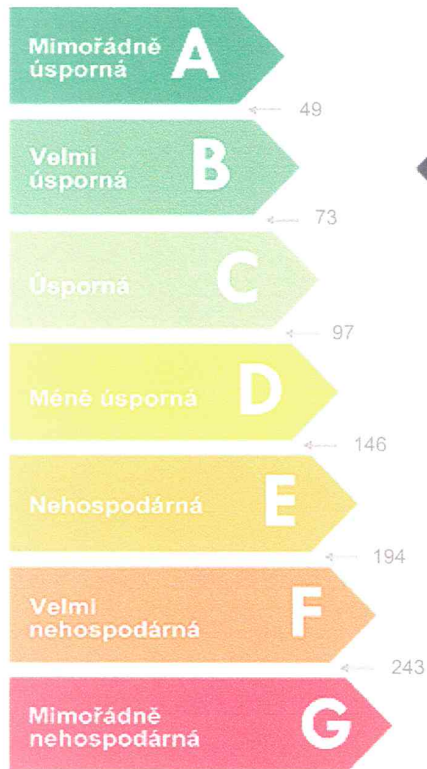 Mimořádně
úsporná
A
49
Velmi
úsporná
B
73
Úsporná
C
97
Méně úsporná
D
146
Nehospodárná
E
194
Velmi
nehospodárná
F
243
Mimořádně
nehospodárná
G